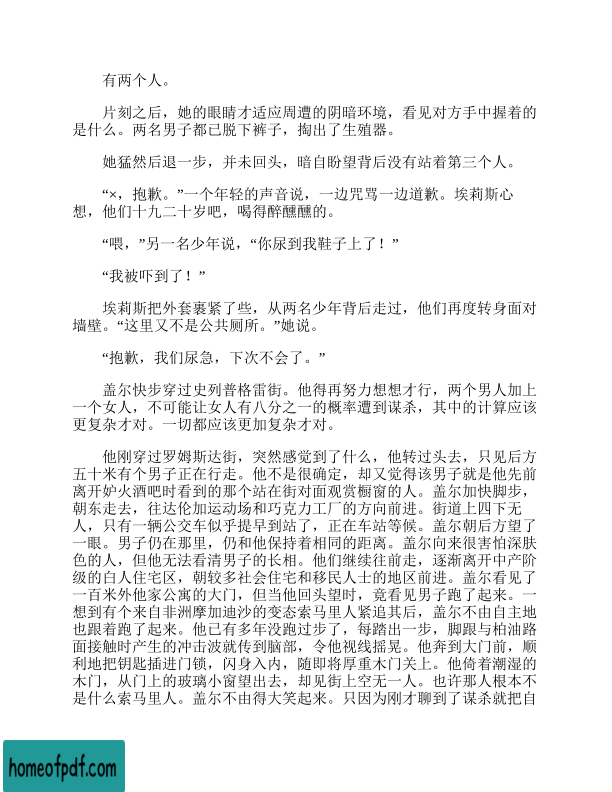 有两个人。
片刻之后，她的眼睛才适应周遭的阴暗环境，看见对方手中握着的
是什么。两名男子都已脱下裤子，掏出了生殖器。
她猛然后退一步，并未回头，暗自盼望背后没有站着第三个人。
“×，抱歉。”一个年轻的声音说，一边咒骂一边道歉。埃莉斯心
想，他们十九二十岁吧，喝得醉醺醺的。
“喂，”另一名少年说，“你尿到我鞋子上了！”
“我被吓到了！”
埃莉斯把外套裹紧了些，从两名少年背后走过，他们再度转身面对
墙壁。“这里又不是公共厕所。”她说。
“抱歉，我们尿急，下次不会了。”
盖尔快步穿过史列普格雷街。他得再努力想想才行，两个男人加上
一个女人，不可能让女人有八分之一的概率遭到谋杀，其中的计算应该
更复杂才对。一切都应该更加复杂才对。
他刚穿过罗姆斯达街，突然感觉到了什么，他转过头去，只见后方
五十米有个男子正在行走。他不是很确定，却又觉得该男子就是他先前
离开妒火酒吧时看到的那个站在街对面观赏橱窗的人。盖尔加快脚步，
朝东走去，往达伦加运动场和巧克力工厂的方向前进。街道上四下无
人，只有一辆公交车似乎提早到站了，正在车站等候。盖尔朝后方望了
一眼。男子仍在那里，仍和他保持着相同的距离。盖尔向来很害怕深肤
色的人，但他无法看清男子的长相。他们继续往前走，逐渐离开中产阶
级的白人住宅区，朝较多社会住宅和移民人士的地区前进。盖尔看见了
一百米外他家公寓的大门，但当他回头望时，竟看见男子跑了起来。一
想到有个来自非洲摩加迪沙的变态索马里人紧追其后，盖尔不由自主地
也跟着跑了起来。他已有多年没跑过步了，每踏出一步，脚跟与柏油路
面接触时产生的冲击波就传到脑部，令他视线摇晃。他奔到大门前，顺
利地把钥匙插进门锁，闪身入内，随即将厚重木门关上。他倚着潮湿的
木门，从门上的玻璃小窗望出去，却见街上空无一人。也许那人根本不
是什么索马里人。盖尔不由得大笑起来。只因为刚才聊到了谋杀就把自
homeofpdf.com